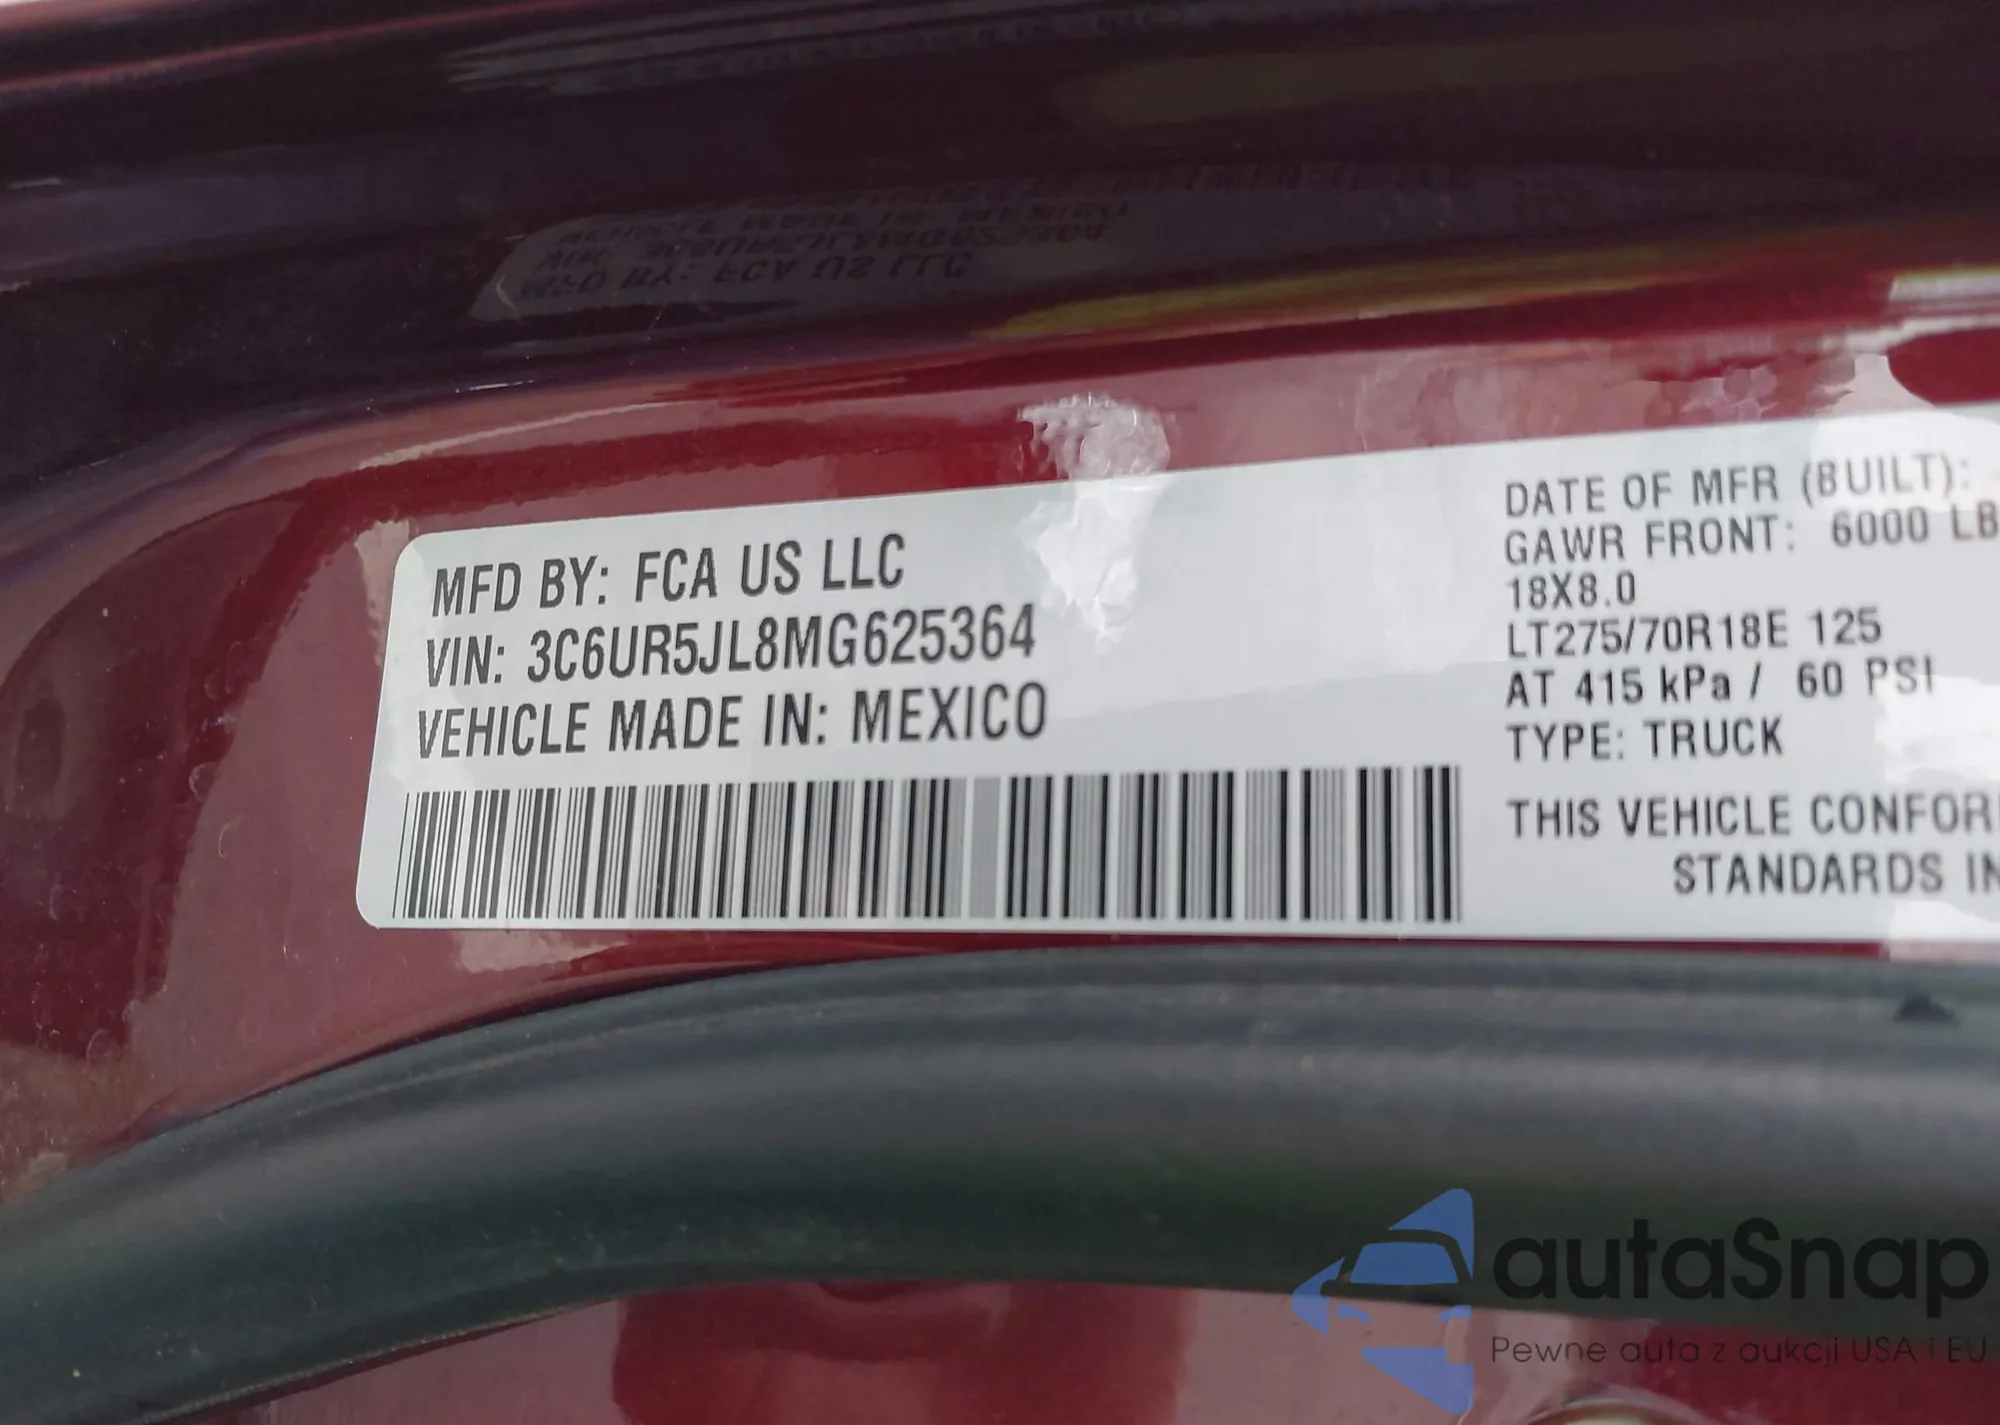 MFD BY: FCA US LLC
VIN: 3C6UR5JL8MG625364
VEHICLE MADE IN: MEXICO
DATE OF MFR (BUILT):
GAWR FRONT: 6000 LB
18X8.0
LT275/70R18E 125
AT 415 kPa / 60 PSI
TYPE: TRUCK
THIS VEHICLE CONFOR
STANDARDS IN
autaSnap
Pewne auta z aukcji USA i EU